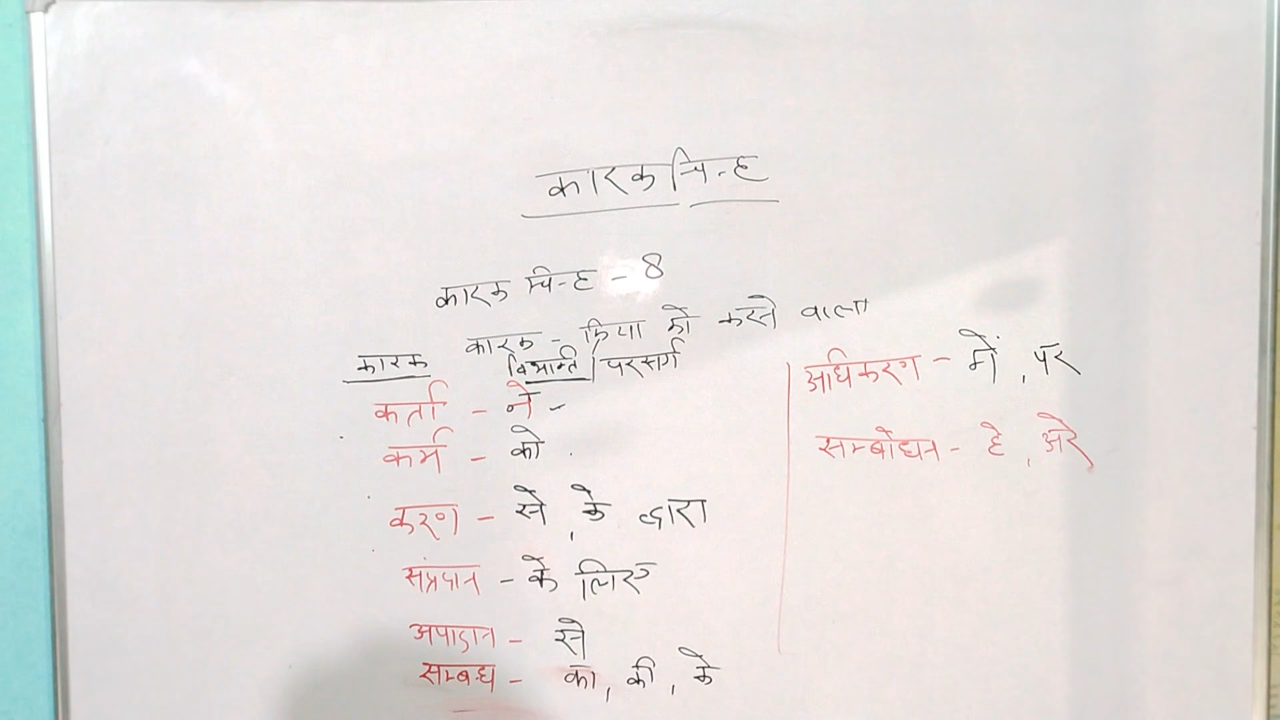 कारक चिन्ह
कारक चिन्ह - 8
कारक - क्रिया को करने वाला
कारक विभक्ति / परसर्ग
कर्ता - ने -
कर्म - को
करण - से, के द्वारा
संप्रदान - के लिए
अपादान - से
सम्बन्ध - का, की, के
अधिकरण - में, पर
सम्बोधन - हे, अरे